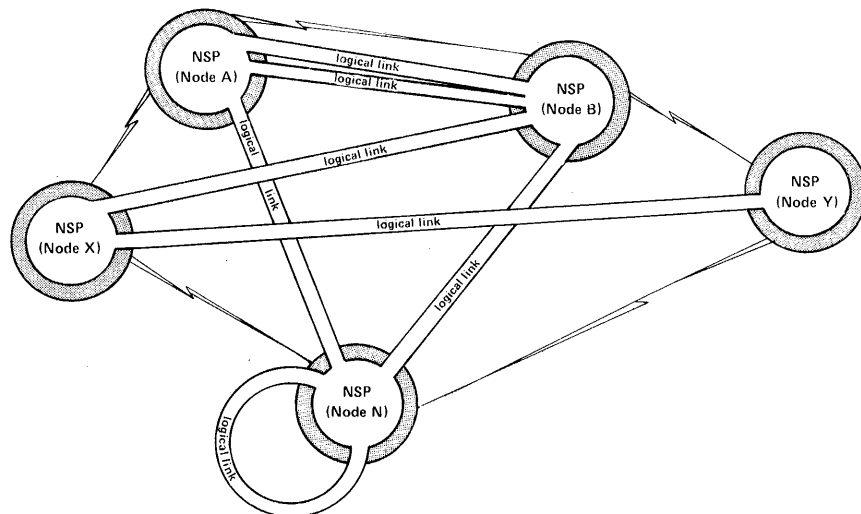 NSP
(Node A)
logical link
logical link
NSP
(Node B)
logical link
logical link
NSP
(Node Y)
NSP
(Node X)
logical link
logical link
NSP
(Node N)
logical link